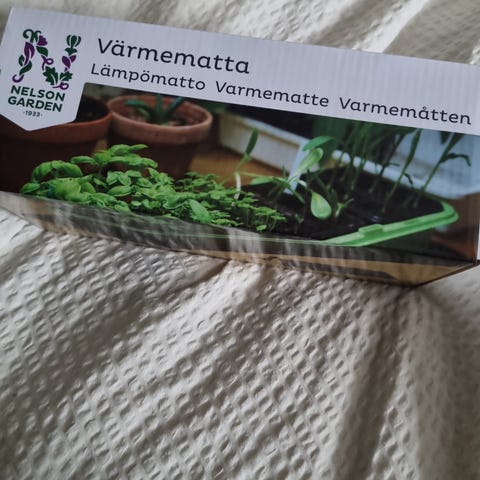 Värmematta
Lämpömatto Varmematte Varmemåtten
NELSON
GARDEN
·1933·